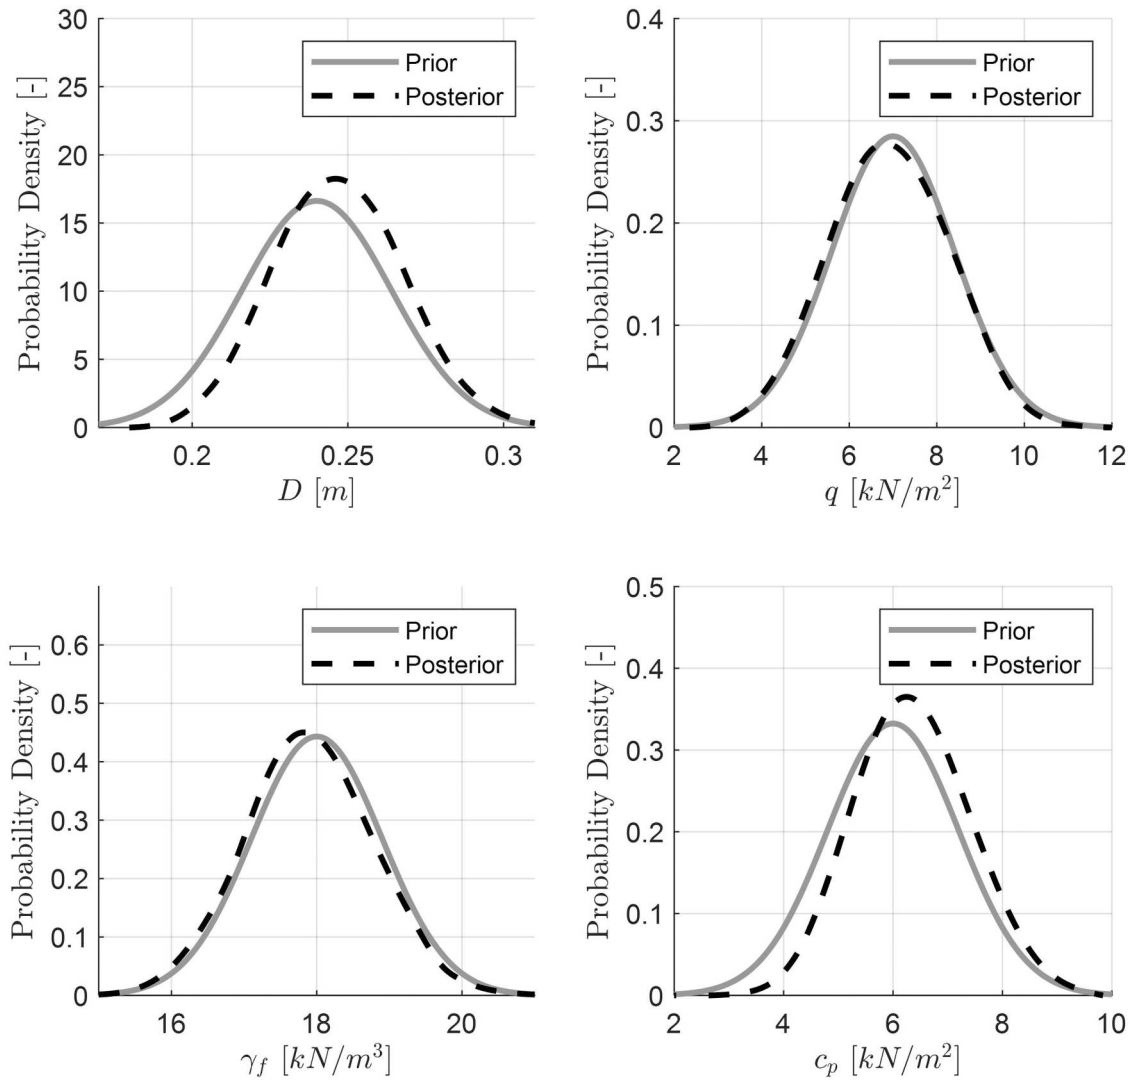 30
25
20
15
10
5
0
Probability Density [-]
Prior
Posterior
0.2 0.25 0.3
D [m]
0.4
0.3
0.2
0.1
0
Probability Density [-]
Prior
Posterior
2 4 6 8 10 12
q [kN/m²]
0.6
0.5
0.4
0.3
0.2
0.1
0
Probability Density [-]
Prior
Posterior
16 18 20
γ_f [kN/m³]
0.5
0.4
0.3
0.2
0.1
0
Probability Density [-]
Prior
Posterior
2 4 6 8 10
c_p [kN/m²]